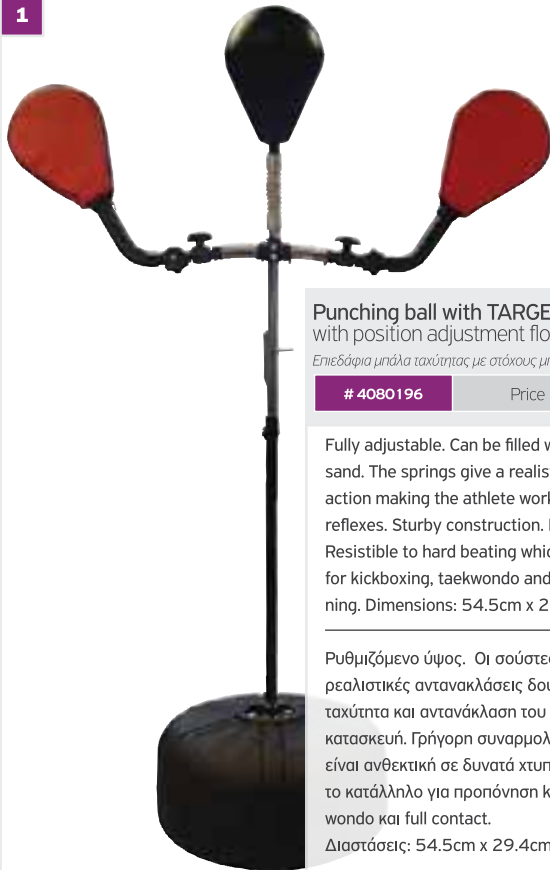 1
Punching ball with TARGE
with position adjustment flo
Επιεδάφια μπάλα ταχύτητας με στόχους μη
# 4080196
Price
Fully adjustable. Can be filled w
sand. The springs give a realis
action making the athlete work
reflexes. Sturby construction.
Resistible to hard beating whic
for kickboxing, taekwondo and
ning. Dimensions: 54.5cm x 2
Ρυθμιζόμενο ύψος. Οι σούστες
ρεαλιστικές αντανακλάσεις δου
ταχύτητα και αντανάκλαση του
κατασκευή. Γρήγορη συναρμολ
είναι ανθεκτική σε δυνατά χτυπ
το κατάλληλο για προπόνηση κ
wondo και full contact.
Διαστάσεις: 54.5cm x 29.4cm